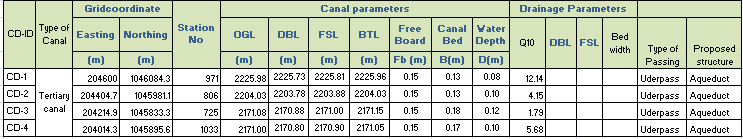 CD-ID Type of Canal Gridcoordinate Station No Canal parameters Drainage Parameters
Easting Northing OGL DBL FSL BTL Free Board Canal Bed Water Depth Q10 DBL FSL Bed width Type of Passing Proposed structure
(m) (m) (m) (m) (m) (m) Fb (m) B(m) D(m)
CD-1 Tertiary canal 204600 1046084.3 971 2225.98 2225.73 2225.81 2225.96 0.15 0.13 0.08 12.14 Uderpass Aqueduct
CD-2 204404.7 1045981.1 806 2204.03 2203.78 2203.88 2204.03 0.15 0.13 0.10 4.15 Uderpass Aqueduct
CD-3 204214.9 1045833.3 725 2171.08 2170.88 2171.00 2171.15 0.15 0.18 0.12 1.79 Uderpass Aqueduct
CD-4 204014.3 1045895.6 1033 2171.00 2170.80 2170.90 2171.05 0.15 0.17 0.10 5.68 Uderpass Aqueduct